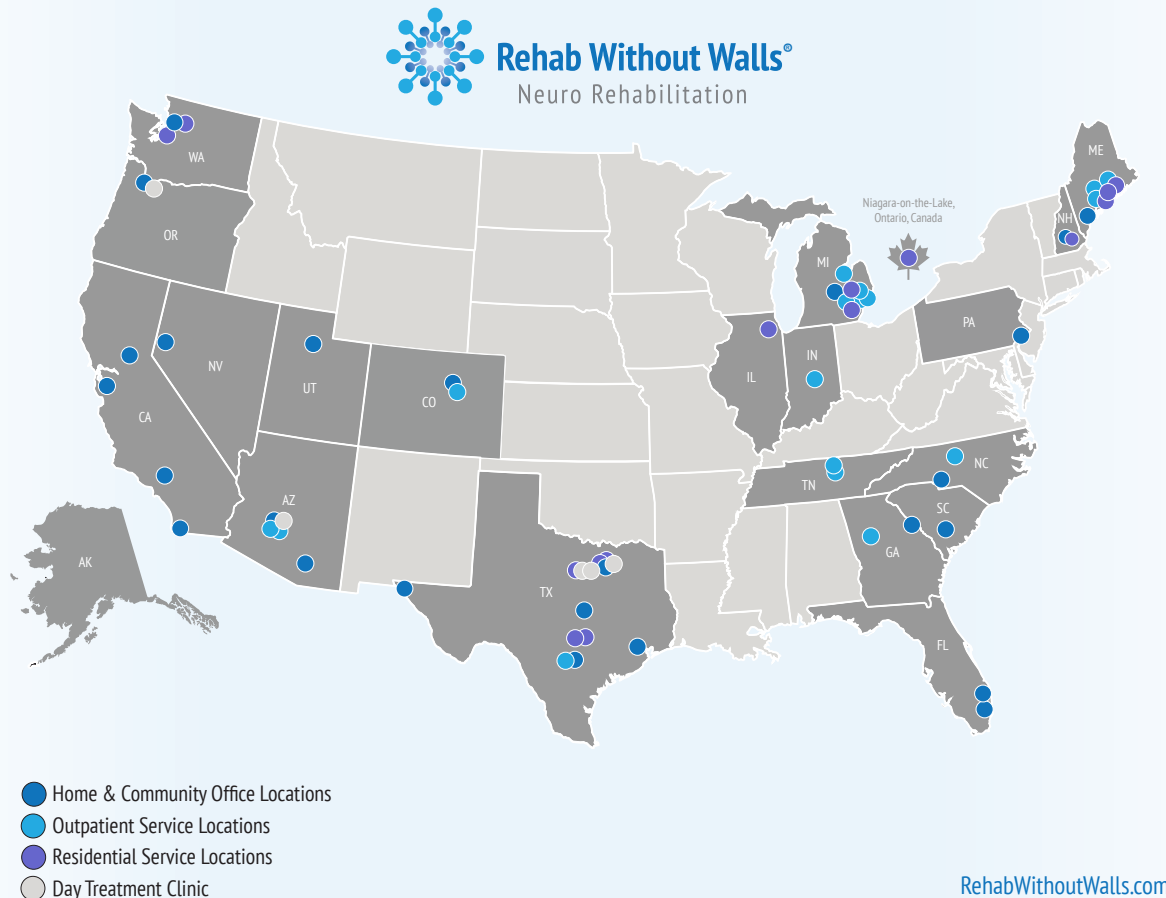 Rehab Without Walls®
Neuro Rehabilitation
WA
ME
Niagara-on-the-Lake,
Ontario, Canada
NH
OR
MI
PA
NV
UT
CO
IL
IN
CA
NC
TN
AZ
SC
GA
AK
TX
FL
Home & Community Office Locations
Outpatient Service Locations
Residential Service Locations
Day Treatment Clinic
RehabWithoutWalls.com